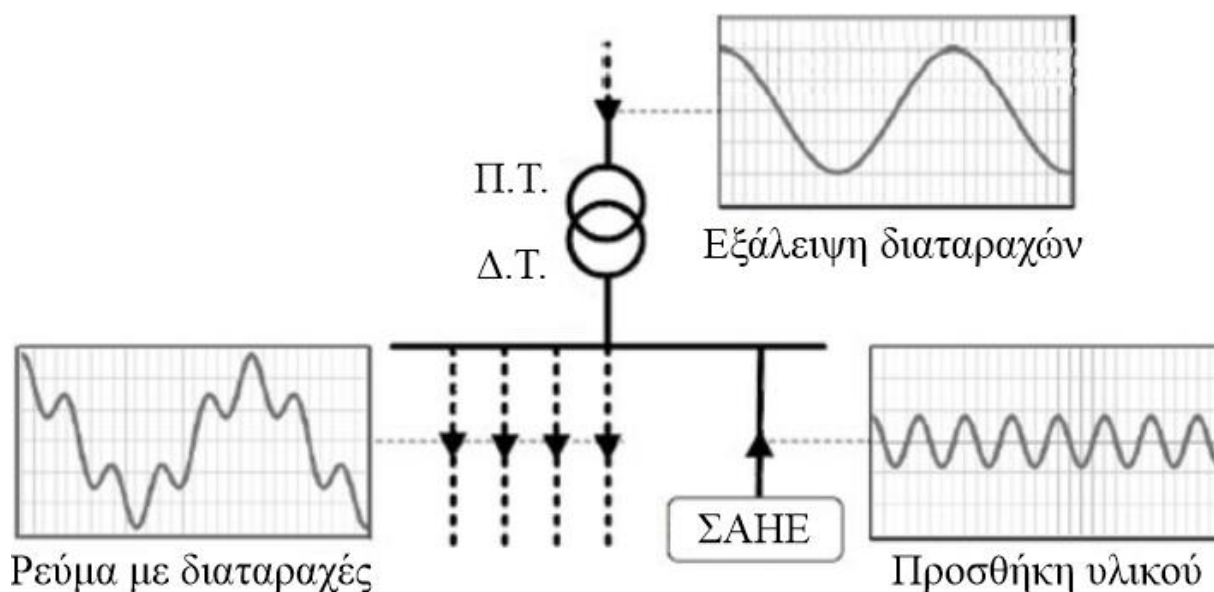 Π.Τ.
Δ.Τ.
Εξάλειψη διαταραχών
ΣΑΗΕ
Ρεύμα με διαταραχές
Προσθήκη υλικού